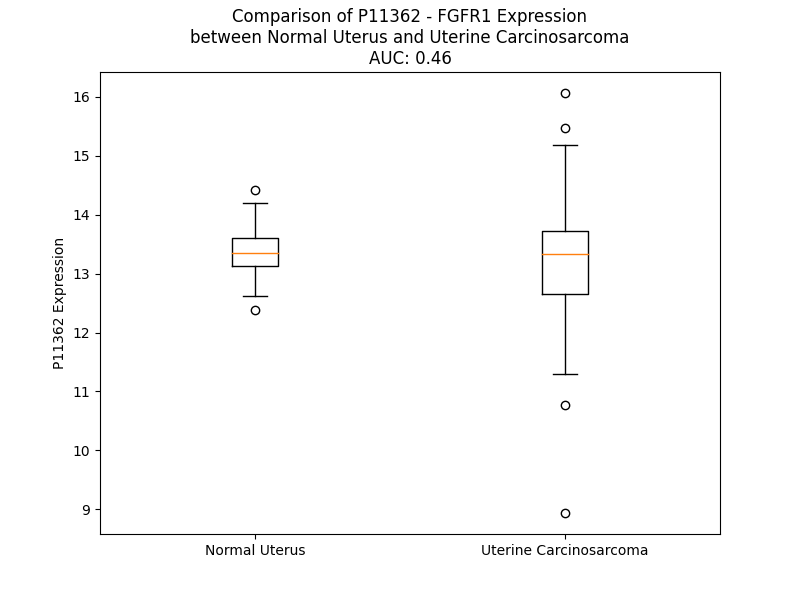 Comparison of P11362 - FGFR1 Expression
between Normal Uterus and Uterine Carcinosarcoma
AUC: 0.46
P11362 Expression
16
15
14
13
12
11
10
9
Normal Uterus
Uterine Carcinosarcoma